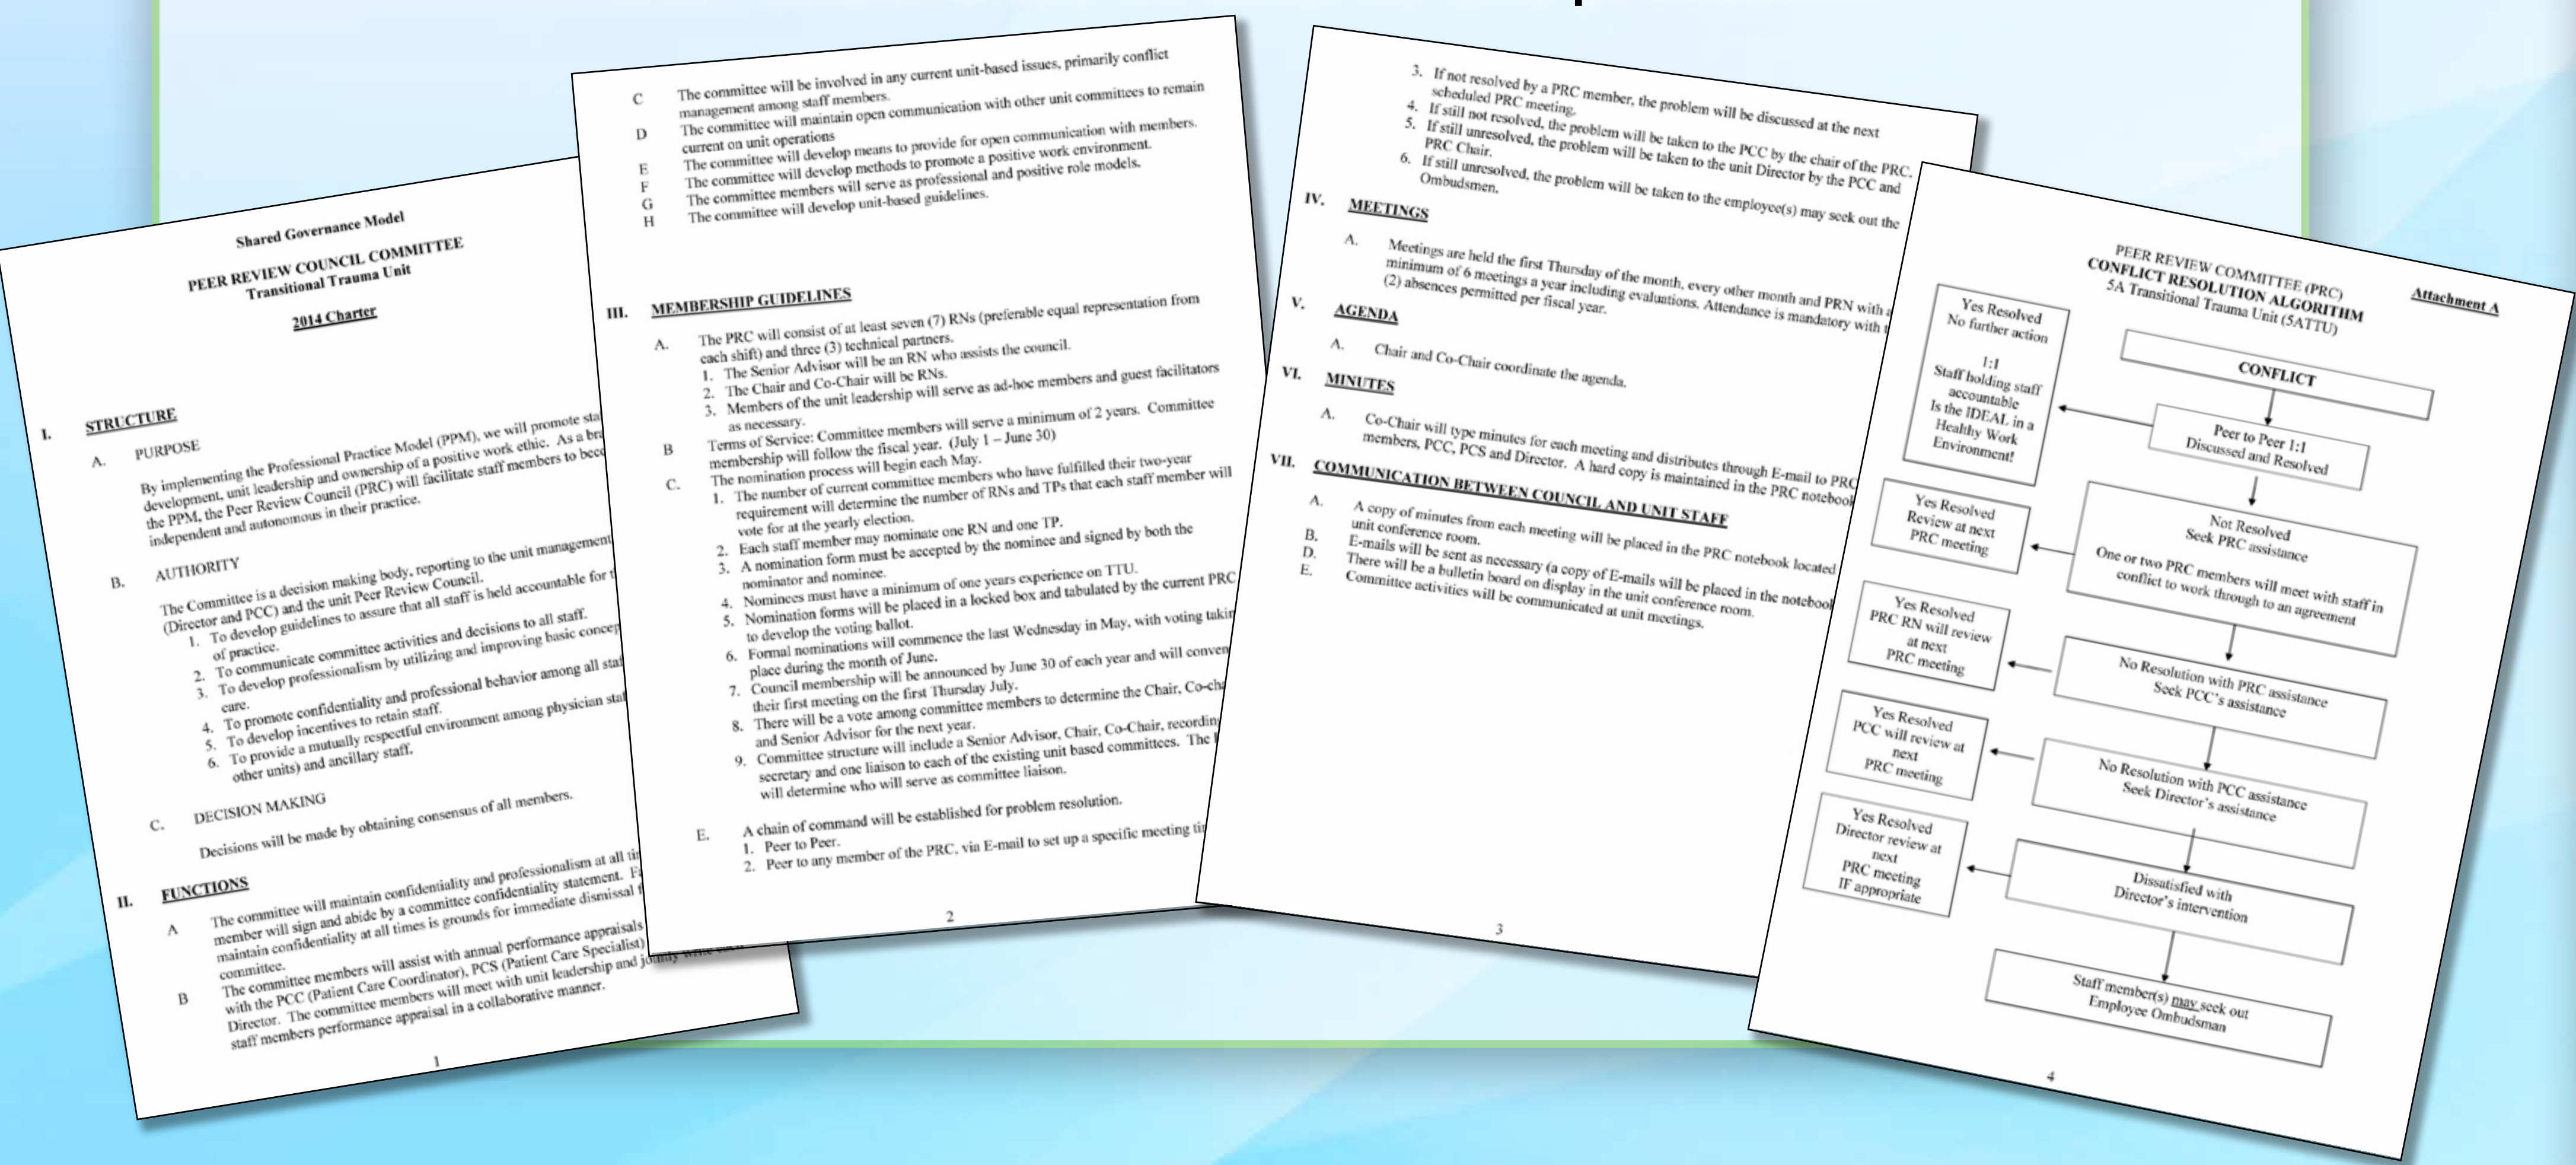 Shared Governance Model
PEER REVIEW COUNCIL COMMITTEE
Transitional Trauma Unit
2014 Charter
I. STRUCTURE
A. PURPOSE
By implementing the Professional Practice Model (PPM), we will promote
development, unit leadership and ownership of a positive work ethic. As a
the PPM, the Peer Review Council (PRC) will facilitate staff members to
independent and autonomous in their practice.
B. AUTHORITY
The Committee is a decision making body, reporting to the unit management
(Director and PCC) and the unit Peer Review Council.
1. To develop guidelines to assure that all staff is held accountable for
of practice.
2. To communicate committee activities and decisions to all staff.
3. To develop professionalism by utilizing and improving basic
care.
4. To promote confidentiality and professional behavior among all
5. To develop incentives to retain staff.
6. To provide a mutually respectful environment among physician
other units) and ancillary staff.
C. DECISION MAKING
Decisions will be made by obtaining consensus of all members.
II. FUNCTIONS
A The committee will maintain confidentiality and professionalism at all
member will sign and abide by a committee confidentiality statement.
maintain confidentiality at all times is grounds for immediate dismissal
committee.
B The committee members will assist with annual performance appraisals
with the PCC (Patient Care Coordinator), PCS (Patient Care Specialist)
Director. The committee members will meet with unit leadership and jointly
staff members performance appraisal in a collaborative manner.
1
C The committee will be involved in any current unit-based issues, primarily conflict
management among staff members.
D The committee will maintain open communication with other unit committees to remain
current on unit operations
E The committee will develop means to provide for open communication with members.
F The committee will develop methods to promote a positive work environment.
G The committee members will serve as professional and positive role models.
H The committee will develop unit-based guidelines.
III. MEMBERSHIP GUIDELINES
A. The PRC will consist of at least seven (7) RNs (preferable equal representation from
each shift) and three (3) technical partners.
1. The Senior Advisor will be an RN who assists the council.
2. The Chair and Co-Chair will be RNs.
3. Members of the unit leadership will serve as ad-hoc members and guest facilitators
as necessary.
B Terms of Service: Committee members will serve a minimum of 2 years. Committee
membership will follow the fiscal year. (July 1 – June 30)
C. The nomination process will begin each May.
1. The number of current committee members who have fulfilled their two-year
requirement will determine the number of RNs and TPs that each staff member will
vote for at the yearly election.
2. Each staff member may nominate one RN and one TP.
3. A nomination form must be accepted by the nominee and signed by both the
nominator and nominee.
4. Nominees must have a minimum of one years experience on TTU.
5. Nomination forms will be placed in a locked box and tabulated by the current PRC
to develop the voting ballot.
6. Formal nominations will commence the last Wednesday in May, with voting
place during the month of June.
7. Council membership will be announced by June 30 of each year and will
their first meeting on the first Thursday July.
8. There will be a vote among committee members to determine the Chair,
and Senior Advisor for the next year.
9. Committee structure will include a Senior Advisor, Chair, Co-Chair,
secretary and one liaison to each of the existing unit based committees. The
will determine who will serve as committee liaison.
E. A chain of command will be established for problem resolution.
1. Peer to Peer.
2. Peer to any member of the PRC, via E-mail to set up a specific meeting
2
3. If not resolved by a PRC member, the problem will be discussed at the next
scheduled PRC meeting.
4. If still not resolved, the problem will be taken to the PCC by the chair of the PRC.
5. If still unresolved, the problem will be taken to the unit Director by the PCC and
PRC Chair.
6. If still unresolved, the problem will be taken to the employee(s) may seek out the
Ombudsmen.
IV. MEETINGS
A. Meetings are held the first Thursday of the month, every other month and PRN with a
minimum of 6 meetings a year including evaluations. Attendance is mandatory with
(2) absences permitted per fiscal year.
V. AGENDA
A. Chair and Co-Chair coordinate the agenda.
VI. MINUTES
A. Co-Chair will type minutes for each meeting and distributes through E-mail to PRC
members, PCC, PCS and Director. A hard copy is maintained in the PRC notebook
VII. COMMUNICATION BETWEEN COUNCIL AND UNIT STAFF
A. A copy of minutes from each meeting will be placed in the PRC notebook located
unit conference room.
B. E-mails will be sent as necessary (a copy of E-mails will be placed in the
D. There will be a bulletin board on display in the unit conference room.
E. Committee activities will be communicated at unit meetings.
3
Attachment A
PEER REVIEW COMMITTEE (PRC)
CONFLICT RESOLUTION ALGORITHM
5A Transitional Trauma Unit (5ATTU)
CONFLICT
Yes Resolved
No further action
1:1
Staff holding staff
accountable
Is the IDEAL in a
Healthy Work
Environment!
Peer to Peer 1:1
Discussed and Resolved
Yes Resolved
Review at next
PRC meeting
Not Resolved
Seek PRC assistance
One or two PRC members will meet with staff in
conflict to work through to an agreement
Yes Resolved
PRC RN will review
at next
PRC meeting
No Resolution with PRC assistance
Seek PCC's assistance
Yes Resolved
PCC will review at
next
PRC meeting
No Resolution with PCC assistance
Seek Director's assistance
Yes Resolved
Director review at
next
PRC meeting
IF appropriate
Dissatisfied with
Director's intervention
Staff member(s) may seek out
Employee Ombudsman
4